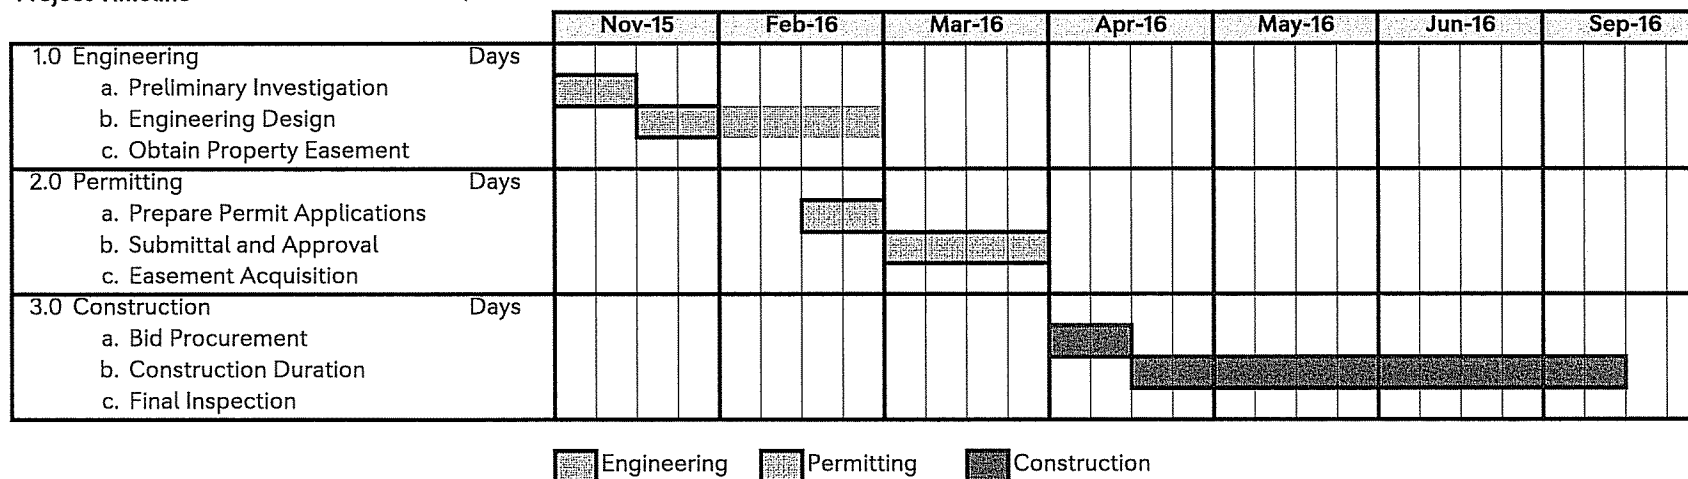 Project Timeline
Nov-15 Feb-16 Mar-16 Apr-16 May-16 Jun-16 Sep-16
1.0 Engineering Days
a. Preliminary Investigation
b. Engineering Design
c. Obtain Property Easement
2.0 Permitting Days
a. Prepare Permit Applications
b. Submittal and Approval
c. Easement Acquisition
3.0 Construction Days
a. Bid Procurement
b. Construction Duration
c. Final Inspection
Engineering Permitting Construction